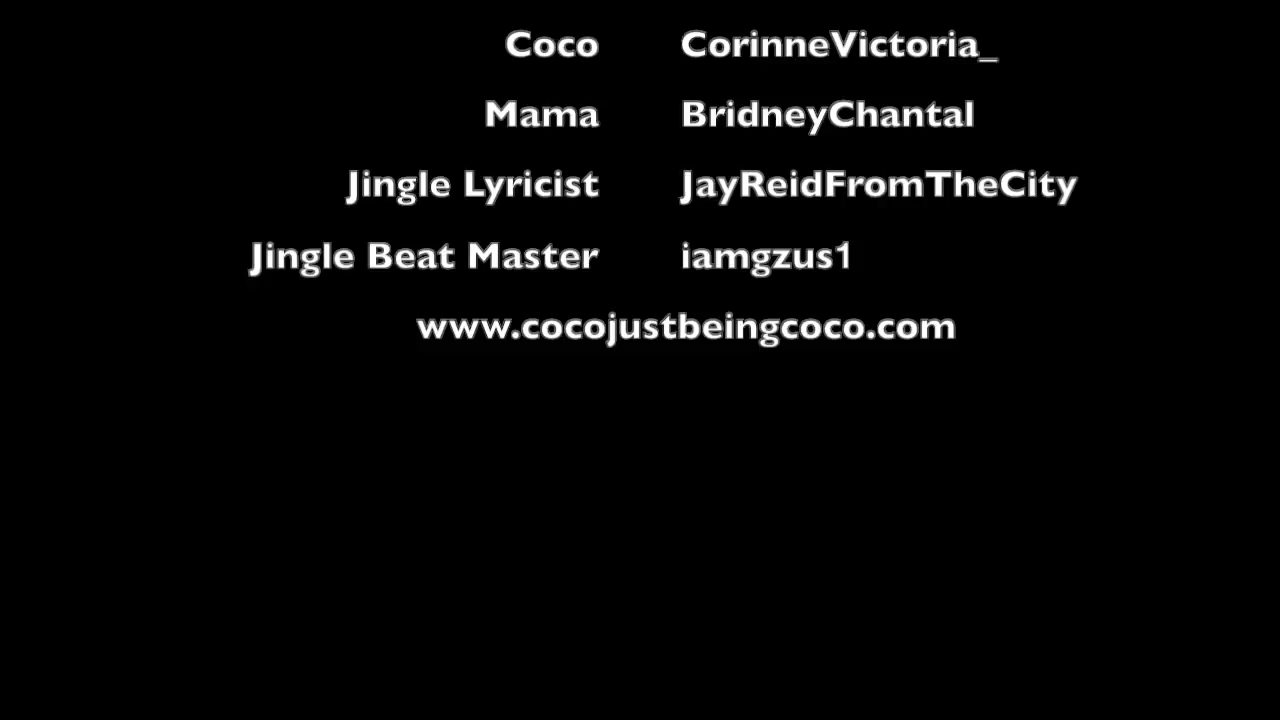 Coco CorinneVictoria_
Mama BridneyChantal
Jingle Lyricist JayReidFromTheCity
Jingle Beat Master iamgzus1
www.cocojustbeingcoco.com